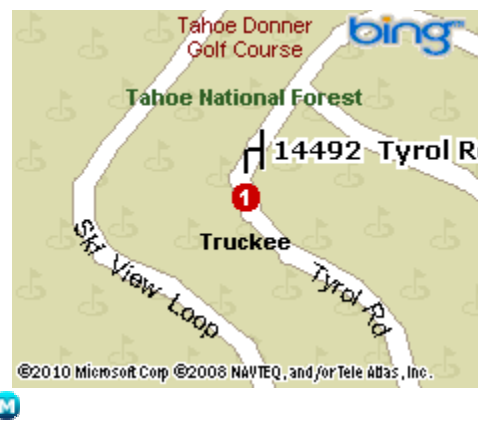 Tahoe Donner
Golf Course
bing™
Tahoe National Forest
14492 Tyrol R
1
Truckee
Ski View Loop
Tyrol Rd
©2010 Microsoft Corp ©2008 NAVTEQ, and/or Tele Atlas, Inc.
M